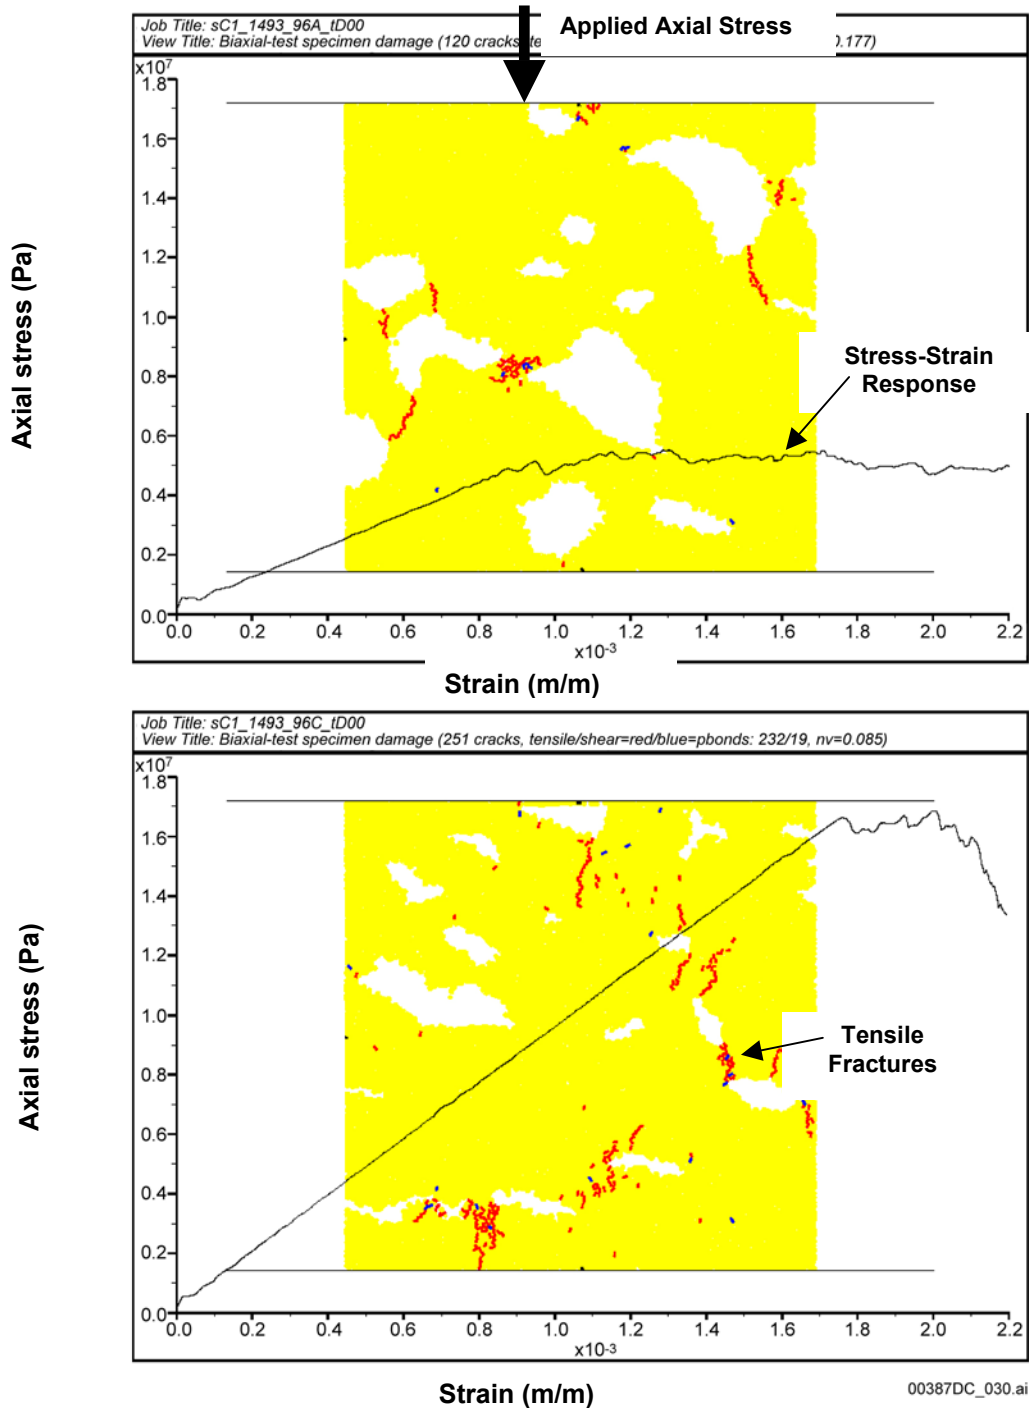 Job Title: sC1_1493_96A_tD00
View Title: Biaxial-test specimen damage (120 cracks, te
0.177)
Applied Axial Stress
x10⁷
1.8
1.6
1.4
1.2
1.0
0.8
0.6
0.4
0.2
0.0
Axial stress (Pa)
Stress-Strain
Response
0.0 0.2 0.4 0.6 0.8 1.0 1.2 1.4 1.6 1.8 2.0 2.2
x10⁻³
Strain (m/m)
Job Title: sC1_1493_96C_tD00
View Title: Biaxial-test specimen damage (251 cracks, tensile/shear=red/blue=pbonds: 232/19, nv=0.085)
x10⁷
1.8
1.6
1.4
1.2
1.0
0.8
0.6
0.4
0.2
0.0
Axial stress (Pa)
Tensile
Fractures
0.0 0.2 0.4 0.6 0.8 1.0 1.2 1.4 1.6 1.8 2.0 2.2
x10⁻³
Strain (m/m)
00387DC_030.ai